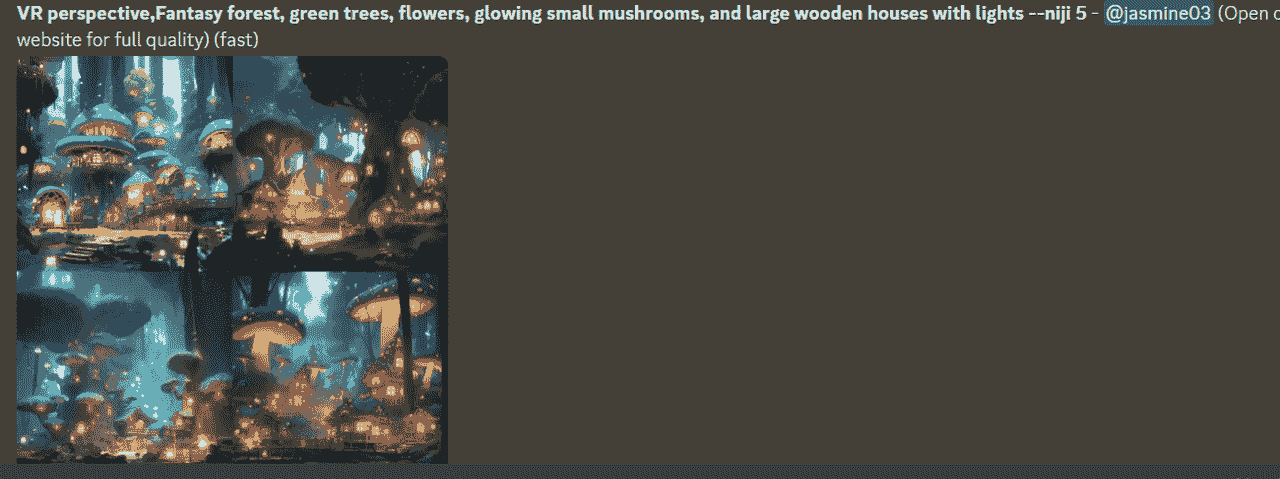 VR perspective,Fantasy forest, green trees, flowers, glowing small mushrooms, and large wooden houses with lights --niji 5 - @jasmine03 (Open
website for full quality) (fast)